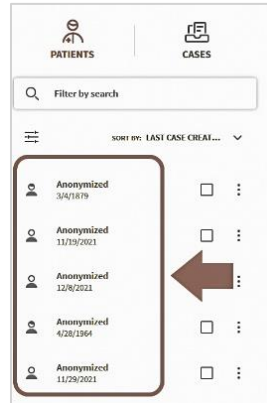 PATIENTS
CASES
Filter by search
SORT BY: LAST CASE CREAT...
Anonymized
3/4/1879
Anonymized
11/19/2021
Anonymized
12/8/2021
Anonymized
4/28/1964
Anonymized
11/29/2021